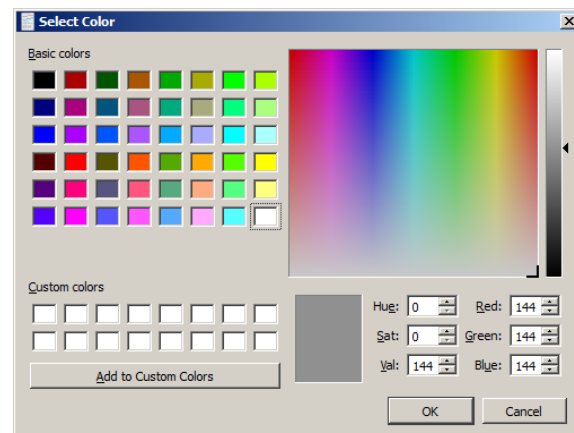 Select Color
Basic colors
Custom colors
Hue: 0 Red: 144
Sat: 0 Green: 144
Val: 144 Blue: 144
Add to Custom Colors
OK Cancel